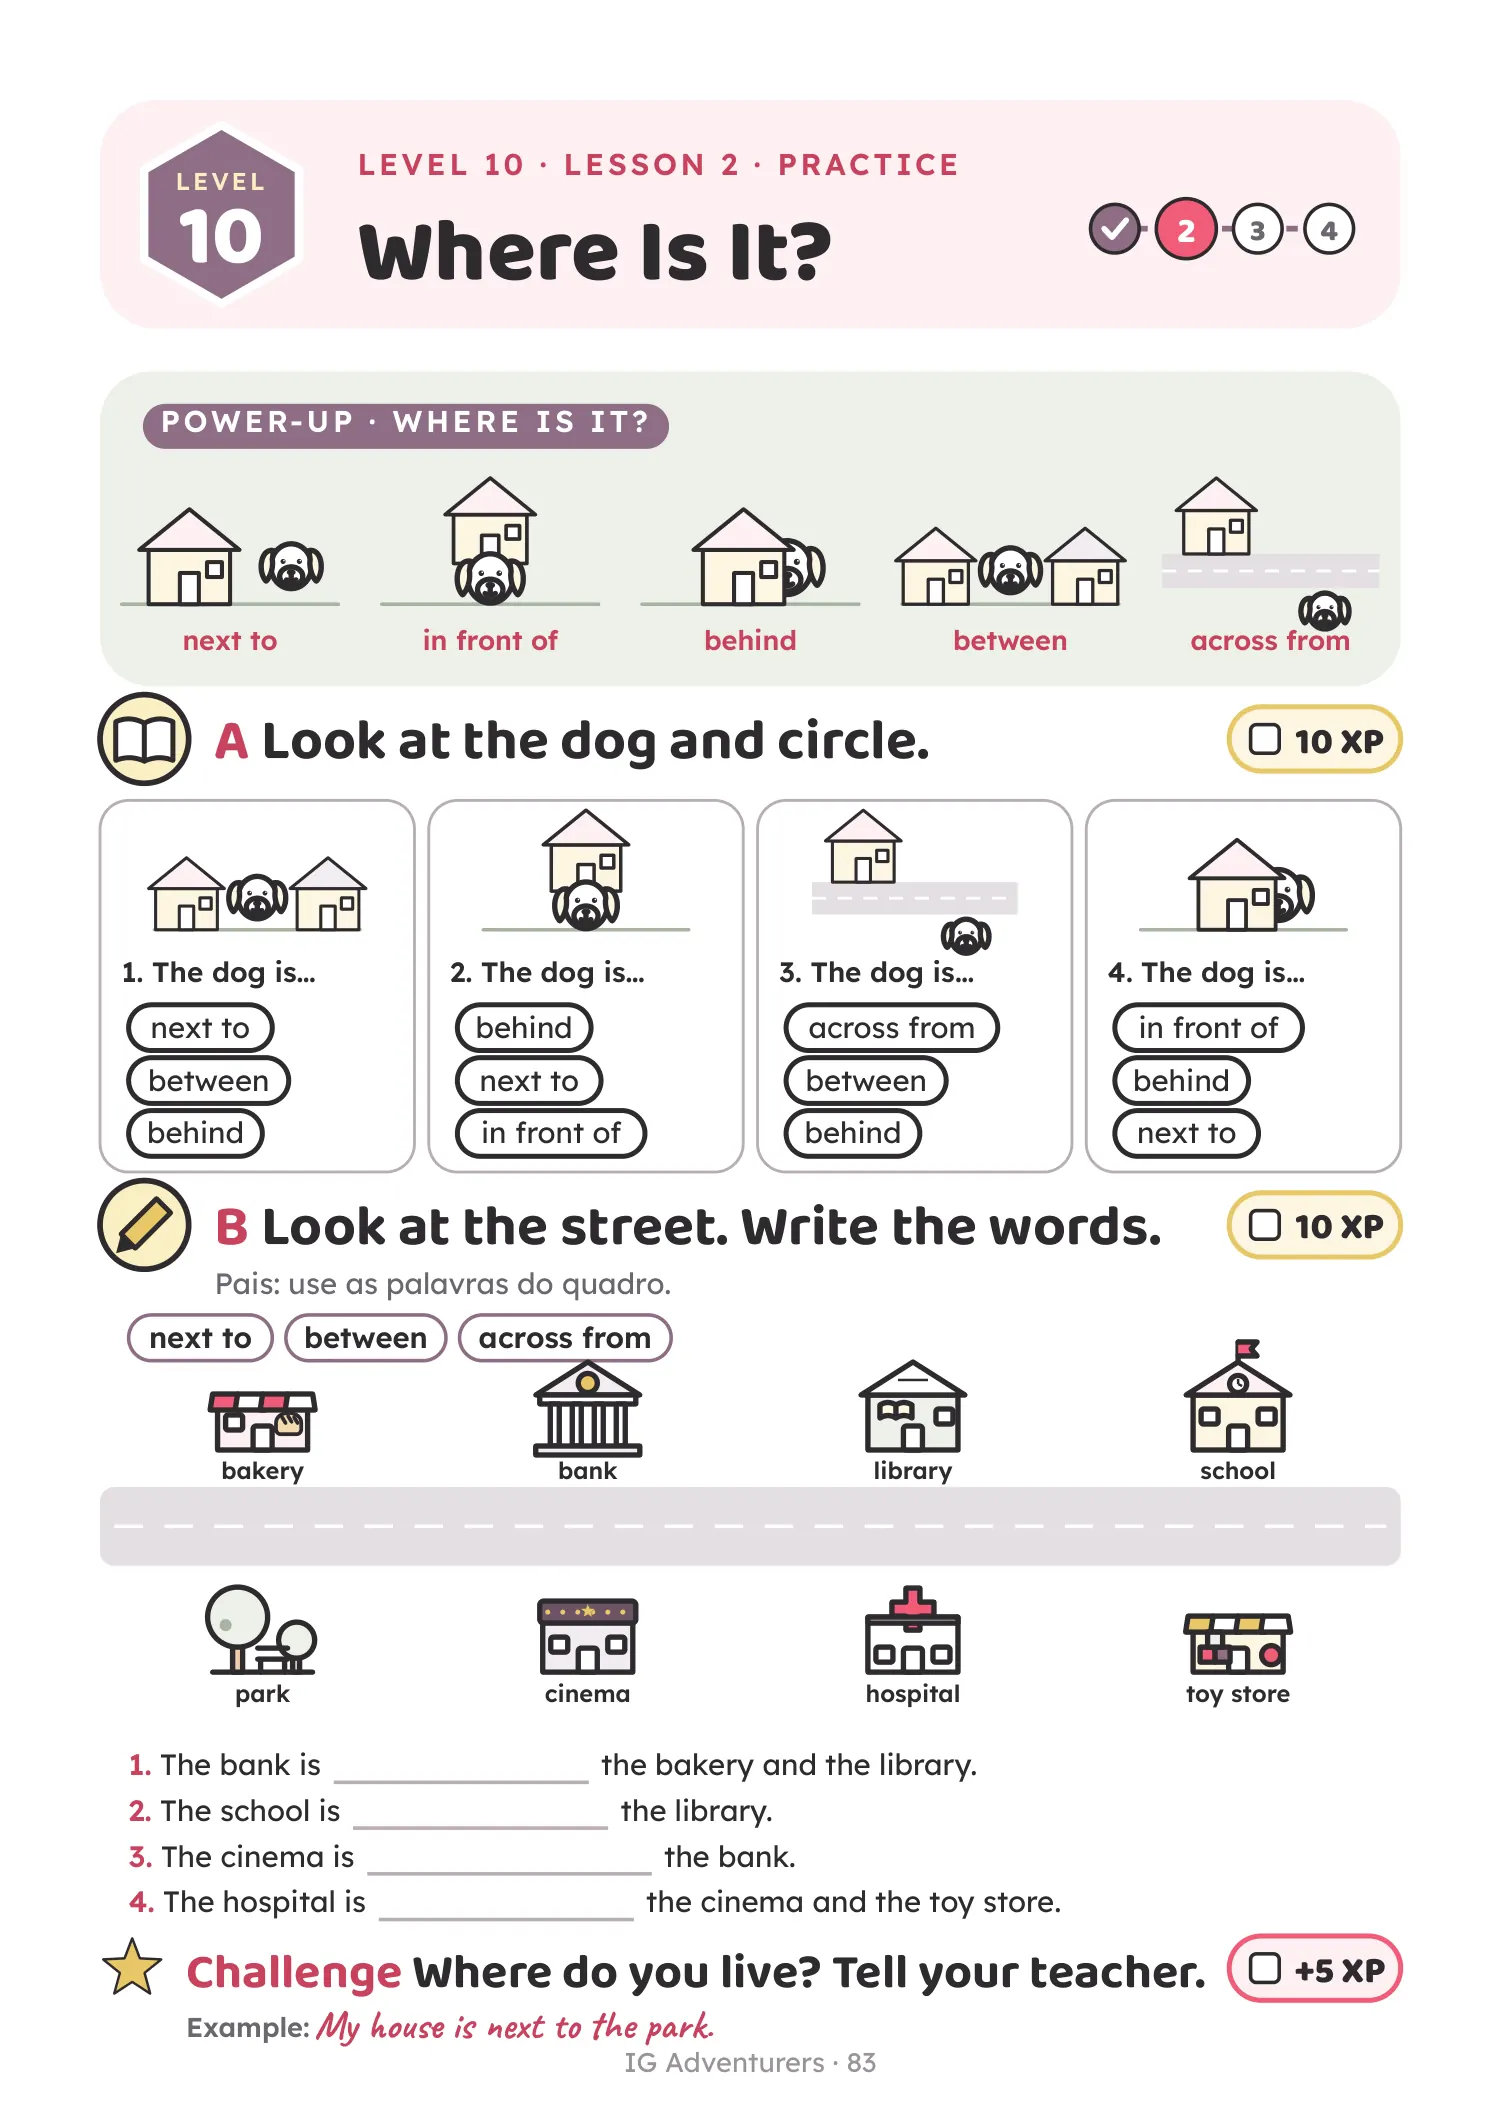 LEVEL 10 · LESSON 2 · PRACTICE
LEVEL
10
Where Is It?
2
3
4
POWER-UP · WHERE IS IT?
next to
in front of
behind
between
across from
A Look at the dog and circle.
10 XP
1. The dog is...
next to
between
behind
2. The dog is...
behind
next to
in front of
3. The dog is...
across from
between
behind
4. The dog is...
in front of
behind
next to
B Look at the street. Write the words.
10 XP
Pais: use as palavras do quadro.
next to
between
across from
bakery
bank
library
school
park
cinema
hospital
toy store
1. The bank is ____________ the bakery and the library.
2. The school is ____________ the library.
3. The cinema is ____________ the bank.
4. The hospital is ____________ the cinema and the toy store.
Challenge Where do you live? Tell your teacher.
+5 XP
Example: My house is next to the park.
IG Adventurers · 83